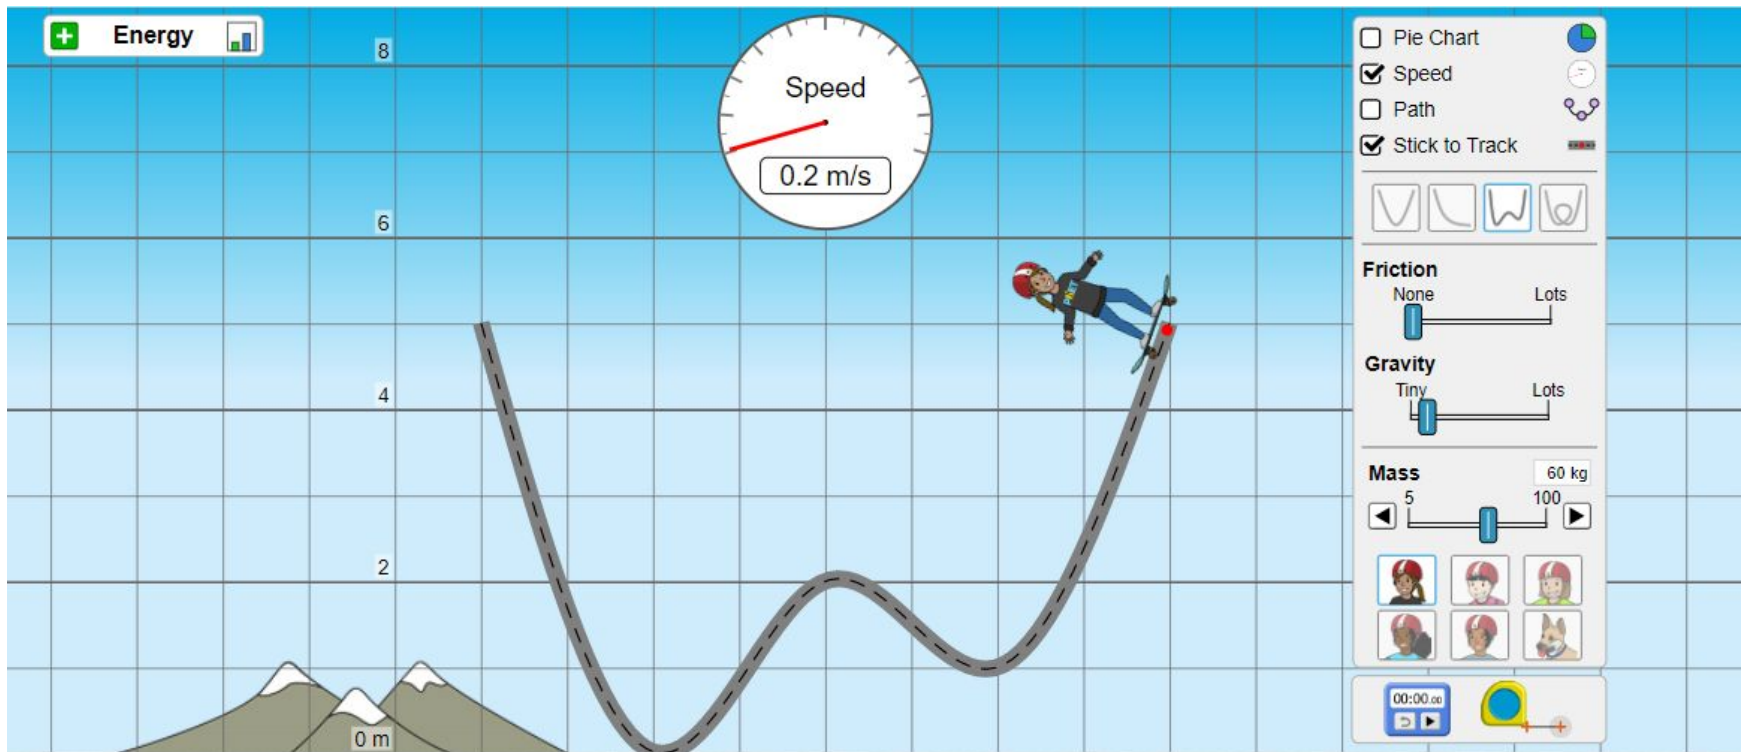 Energy
8
6
4
2
0 m
Speed
0.2 m/s
Pie Chart
Speed
Path
Stick to Track
Friction
None Lots
Gravity
Tiny Lots
Mass 60 kg
5 100
00:00.00